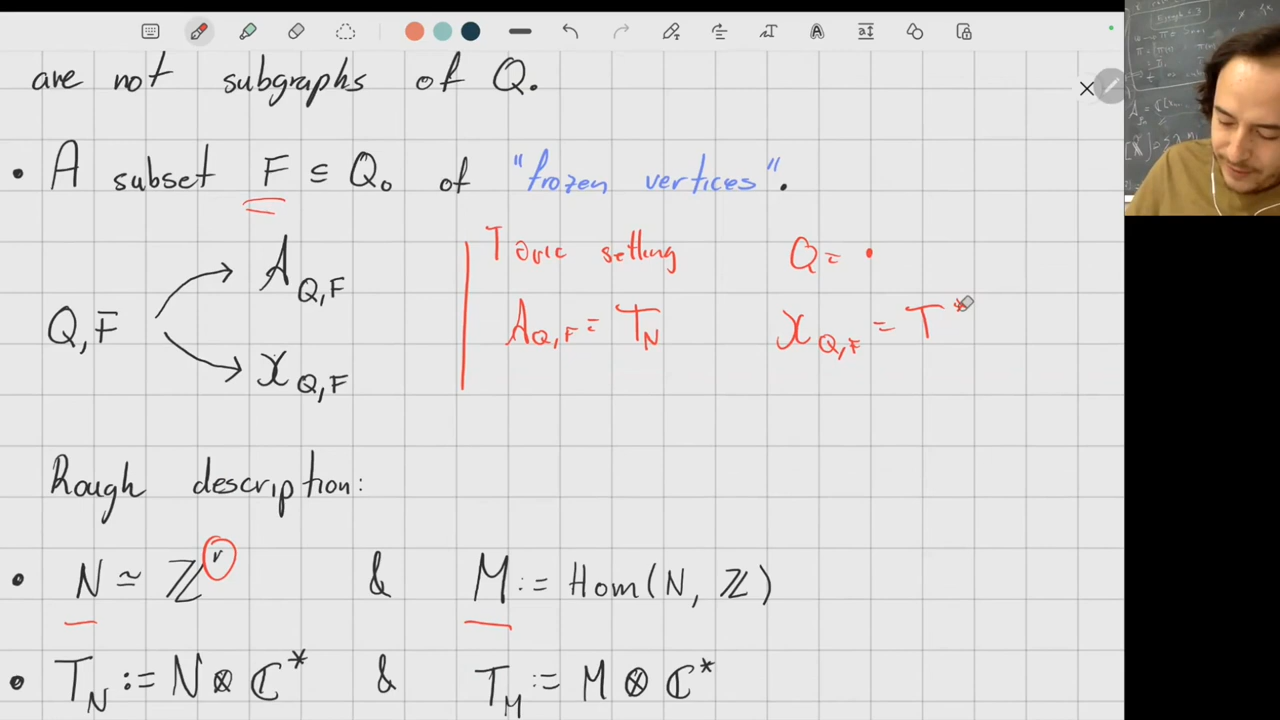 are not subgraphs of Q.
• A subset F ⊆ Q₀ of "frozen vertices".
Q,F
A_{Q,F}
X_{Q,F}
Toric setting
Q = •
A_{Q,F} = T_N
X_{Q,F} = T*
Rough description:
• N ≃ ℤ^r & M := Hom(N, ℤ)
• T_N := N ⊗ ℂ* & T_M := M ⊗ ℂ*